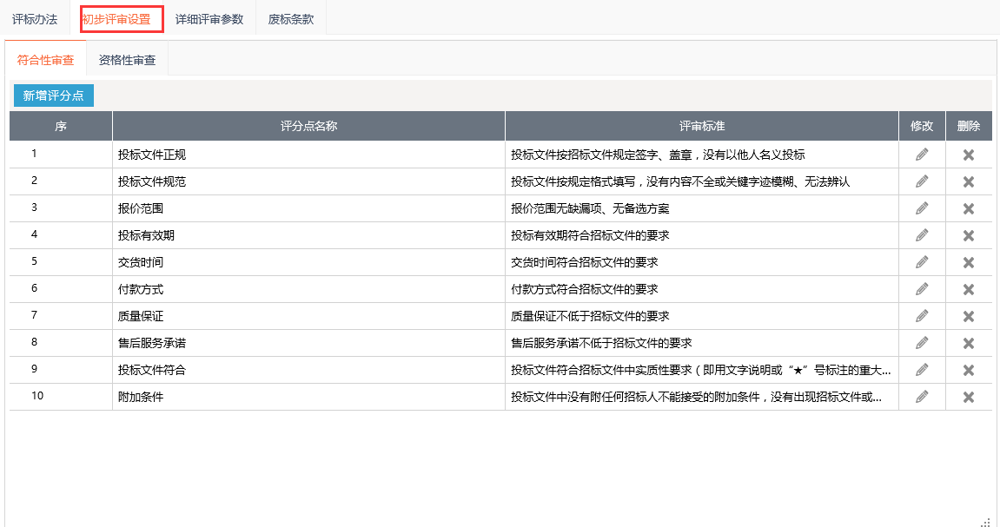 评标办法 初步评审设置 详细评审参数 废标条款
符合性审查 资格性审查
新增评分点
序 评分点名称 评审标准 修改 删除
1 投标文件正规 投标文件按招标文件规定签字、盖章，没有以他人名义投标
2 投标文件规范 投标文件按规定格式填写，没有内容不全或关键字迹模糊、无法辨认
3 报价范围 报价范围无缺漏项、无备选方案
4 投标有效期 投标有效期符合招标文件的要求
5 交货时间 交货时间符合招标文件的要求
6 付款方式 付款方式符合招标文件的要求
7 质量保证 质量保证不低于招标文件的要求
8 售后服务承诺 售后服务承诺不低于招标文件的要求
9 投标文件符合 投标文件符合招标文件中实质性要求（即用文字说明或“★”号标注的重大...
10 附加条件 投标文件中没有附任何招标人不能接受的附加条件，没有出现招标文件或...